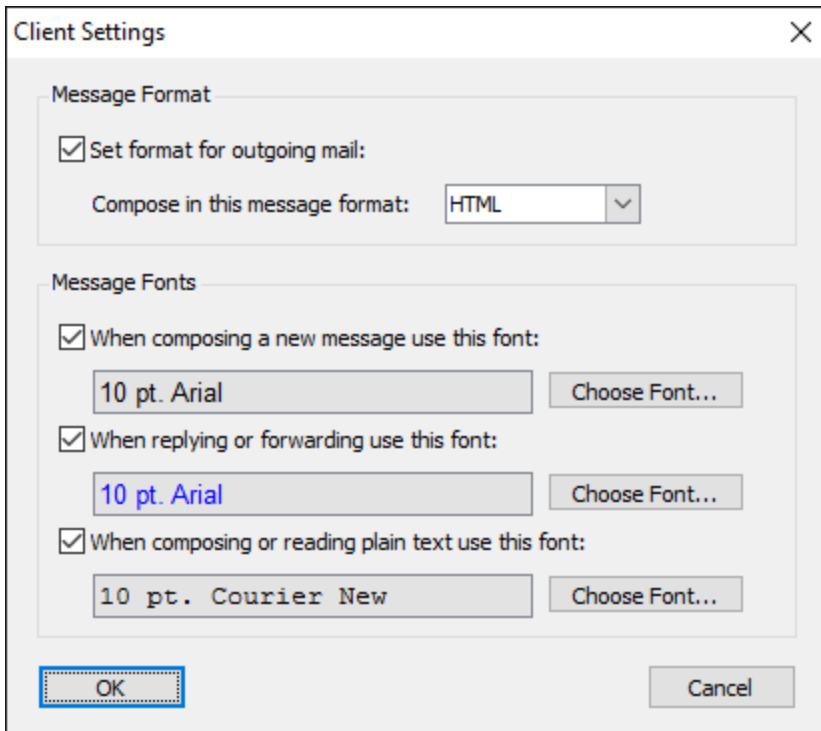 Client Settings
Message Format
Set format for outgoing mail:
Compose in this message format: HTML
Message Fonts
When composing a new message use this font:
10 pt. Arial Choose Font...
When replying or forwarding use this font:
10 pt. Arial Choose Font...
When composing or reading plain text use this font:
10 pt. Courier New Choose Font...
OK Cancel